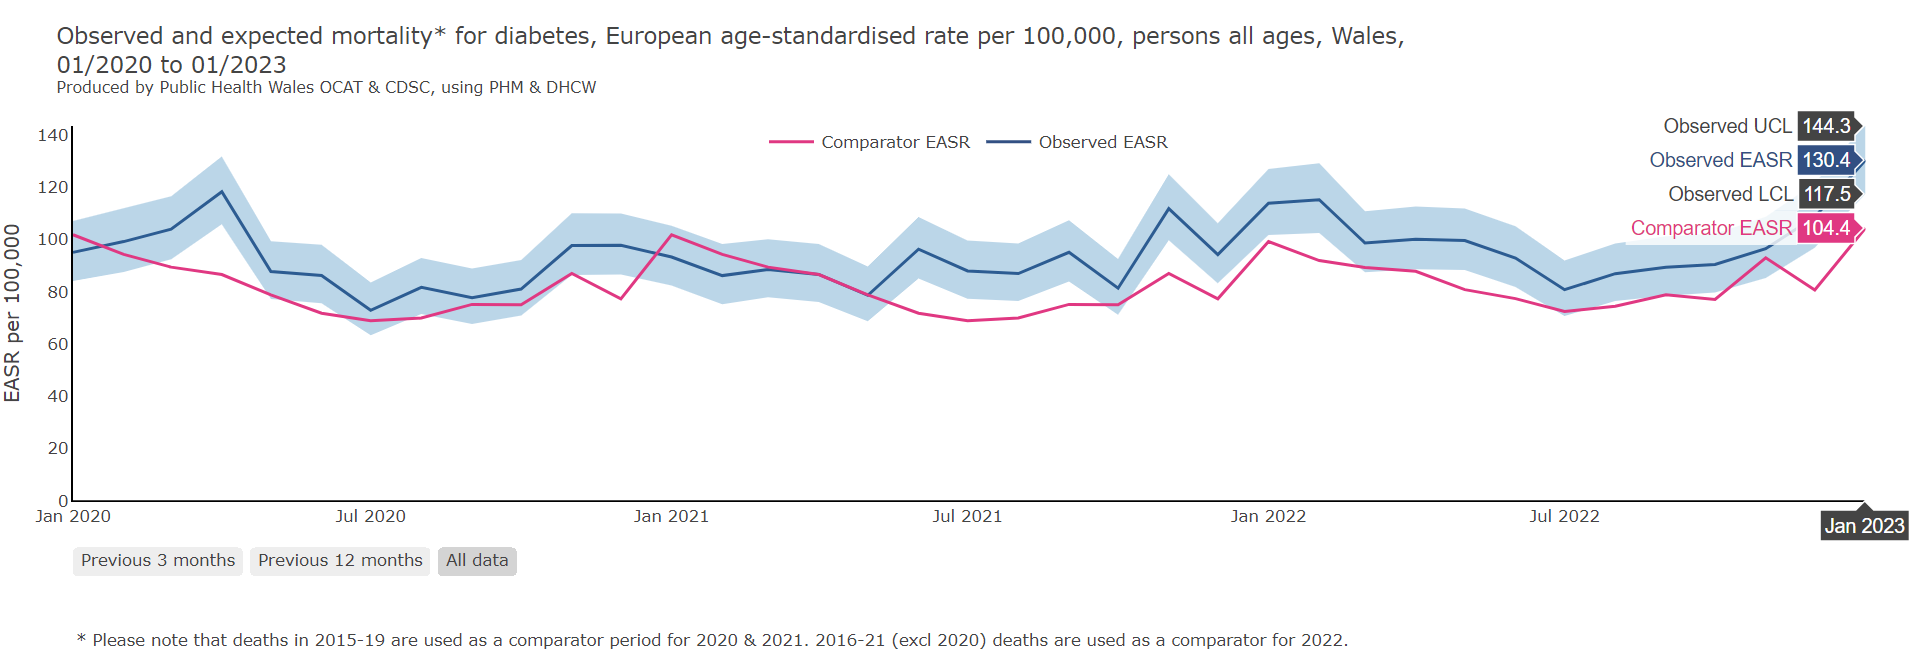 Observed and expected mortality* for diabetes, European age-standardised rate per 100,000, persons all ages, Wales,
01/2020 to 01/2023
Produced by Public Health Wales OCAT & CDSC, using PHM & DHCW
Comparator EASR
Observed EASR
Observed UCL 144.3
Observed EASR 130.4
Observed LCL 117.5
Comparator EASR 104.4
EASR per 100,000
140
120
100
80
60
40
20
0
Jan 2020
Jul 2020
Jan 2021
Jul 2021
Jan 2022
Jul 2022
Jan 2023
Previous 3 months
Previous 12 months
All data
* Please note that deaths in 2015-19 are used as a comparator period for 2020 & 2021. 2016-21 (excl 2020) deaths are used as a comparator for 2022.